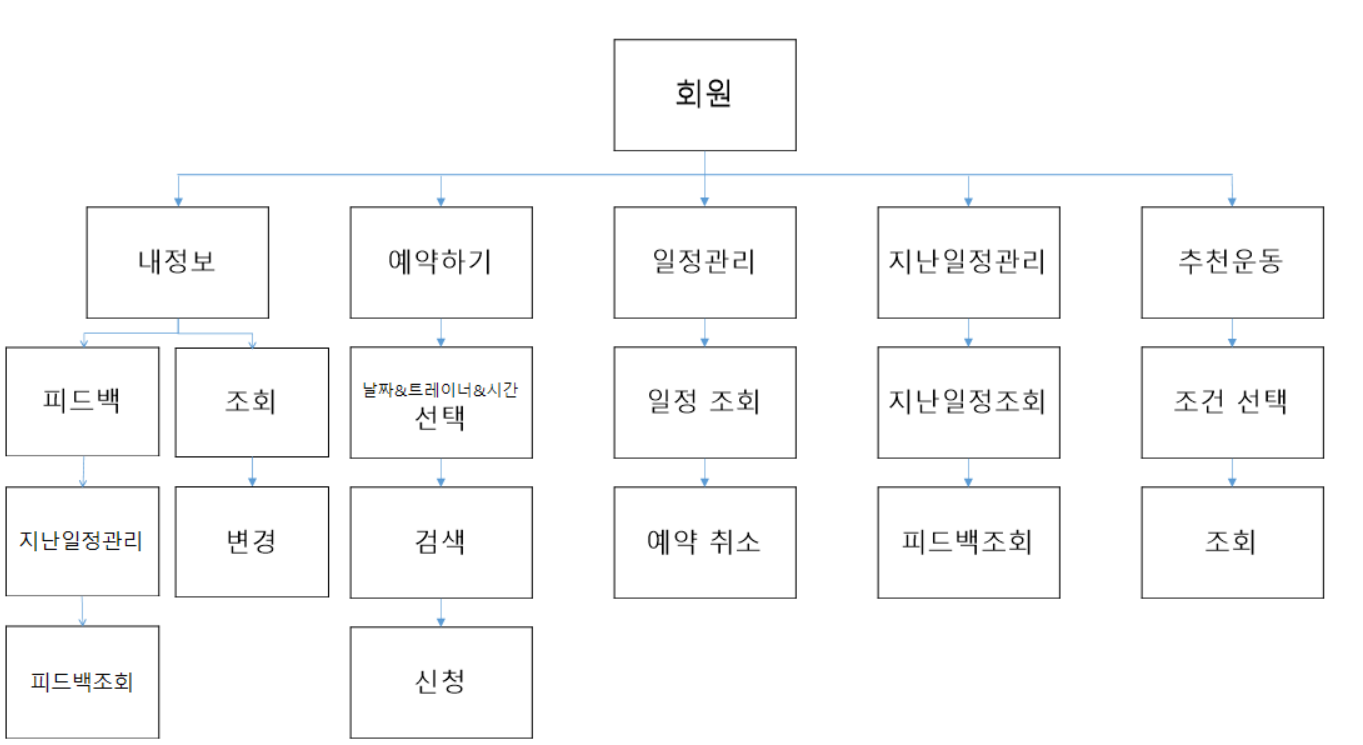 회원
내정보
예약하기
일정관리
지난일정관리
추천운동
피드백
조회
날짜&트레이너&시간
선택
일정 조회
지난일정조회
조건 선택
지난일정관리
변경
검색
예약 취소
피드백조회
조회
피드백조회
신청